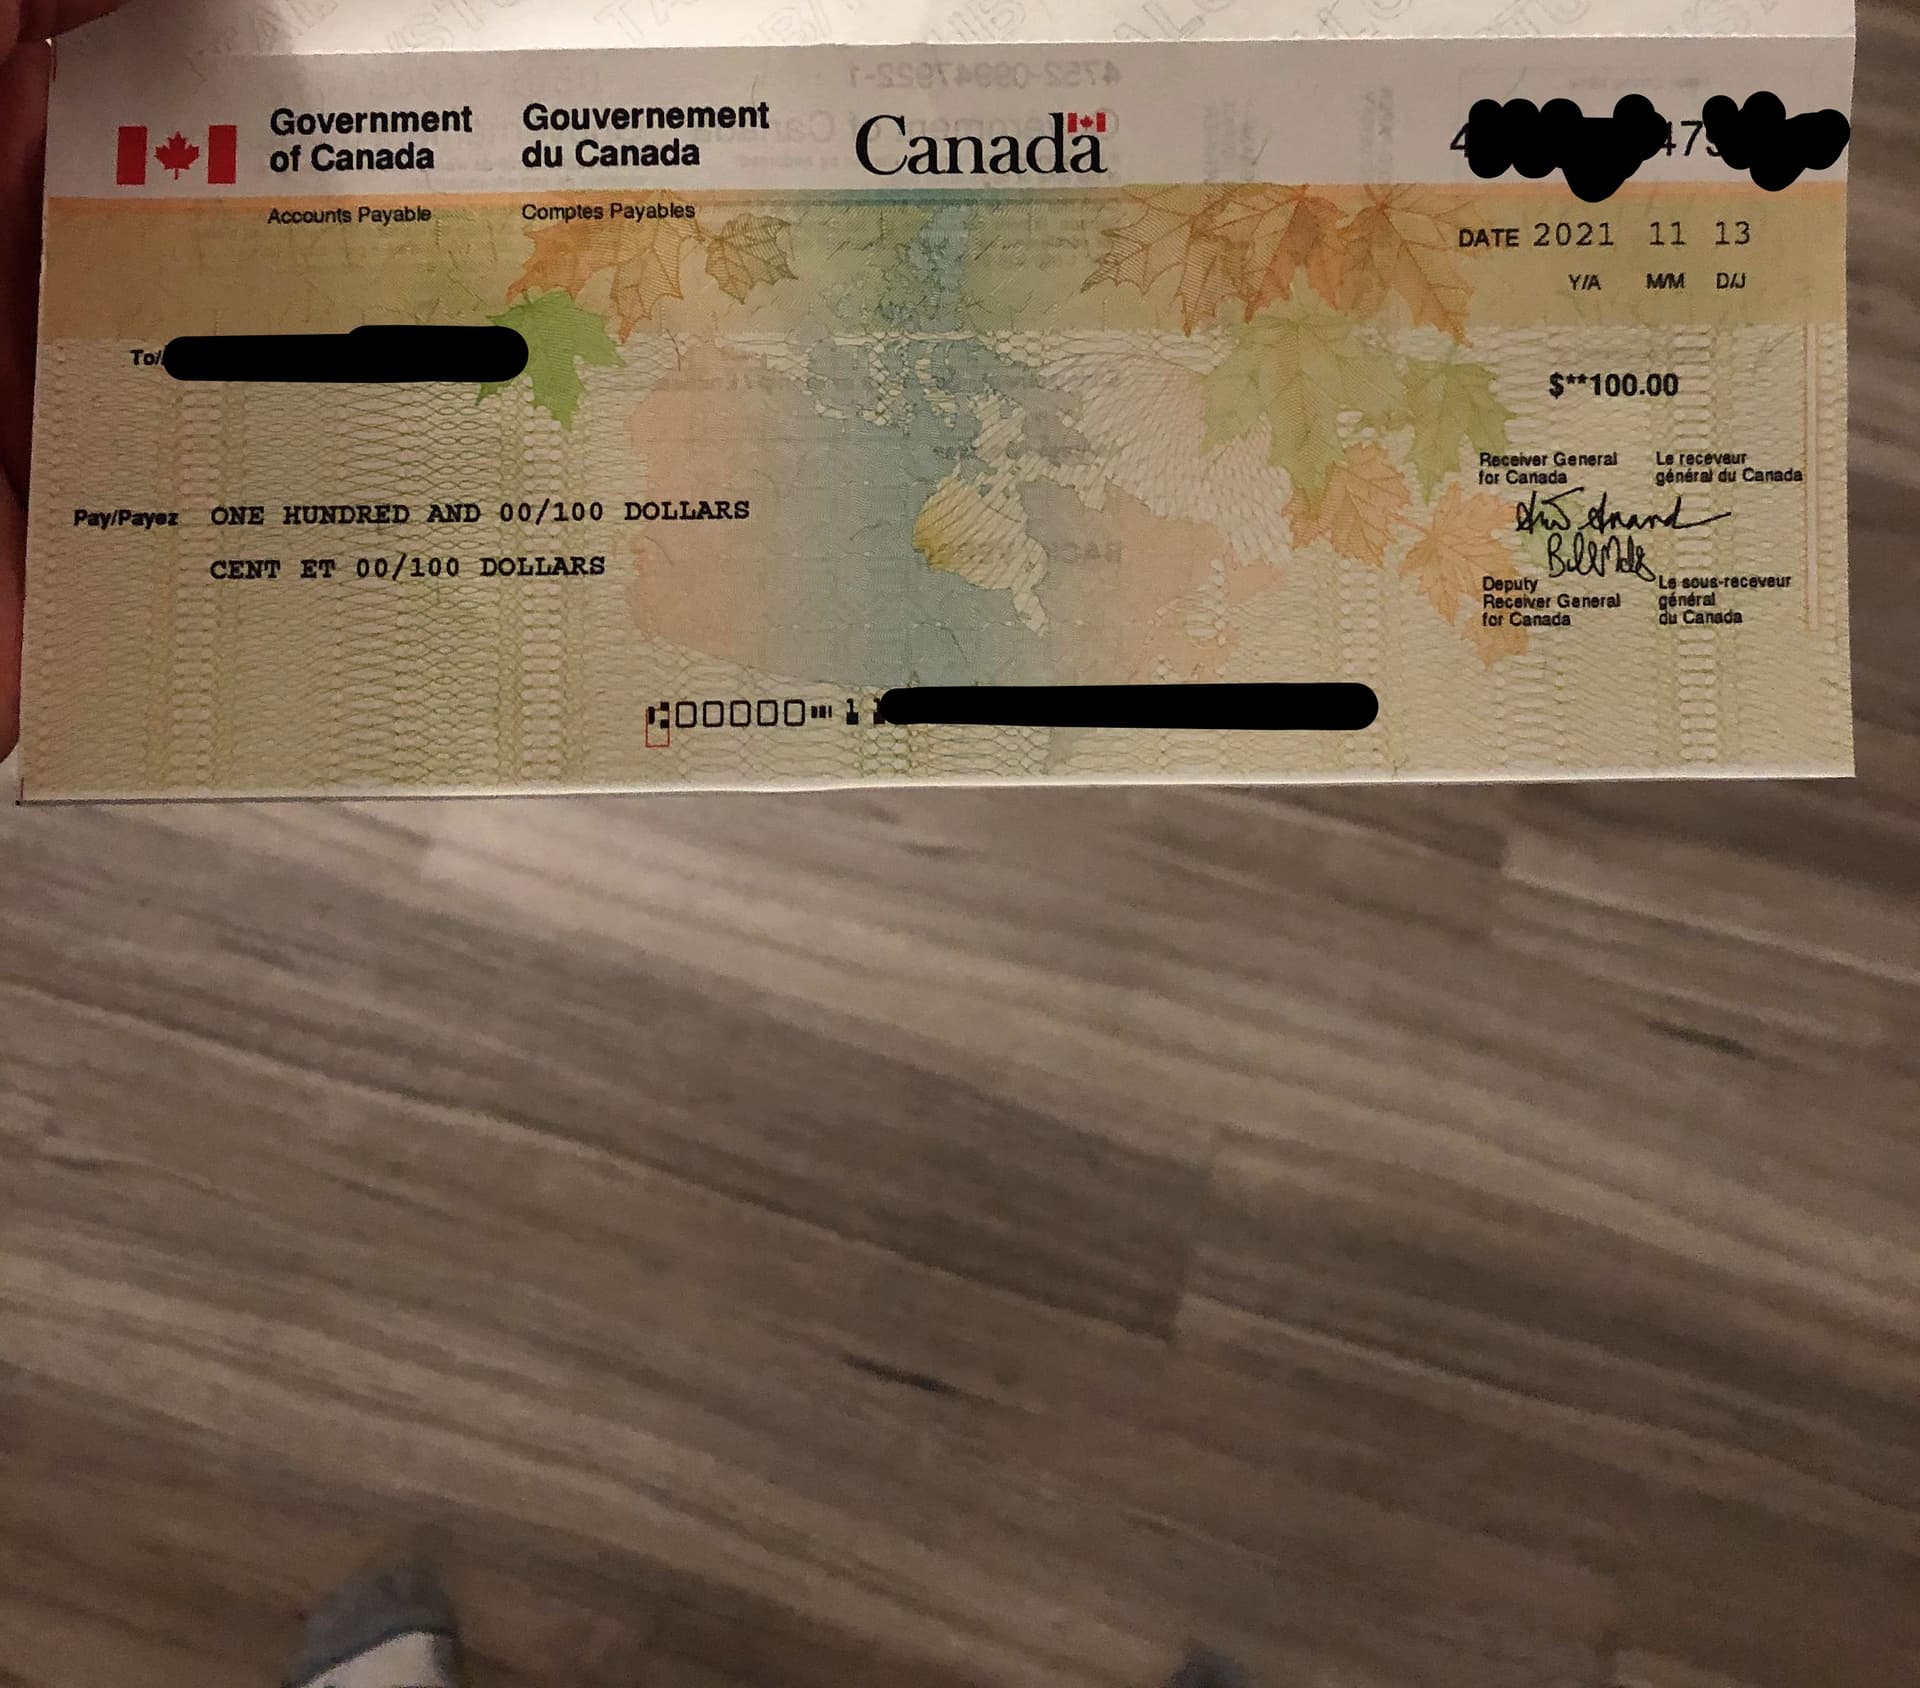 Government
of Canada
Gouvernement
du Canada
Canada
Accounts Payable
Comptes Payables
DATE 2021 11 13
Y/A M/M D/J
To/
$**100.00
Receiver General
for Canada
Le receveur
général du Canada
Pay/Payez ONE HUNDRED AND 00/100 DOLLARS
CENT ET 00/100 DOLLARS
Deputy
Receiver General
for Canada
Le sous-receveur
général
du Canada
00000 11